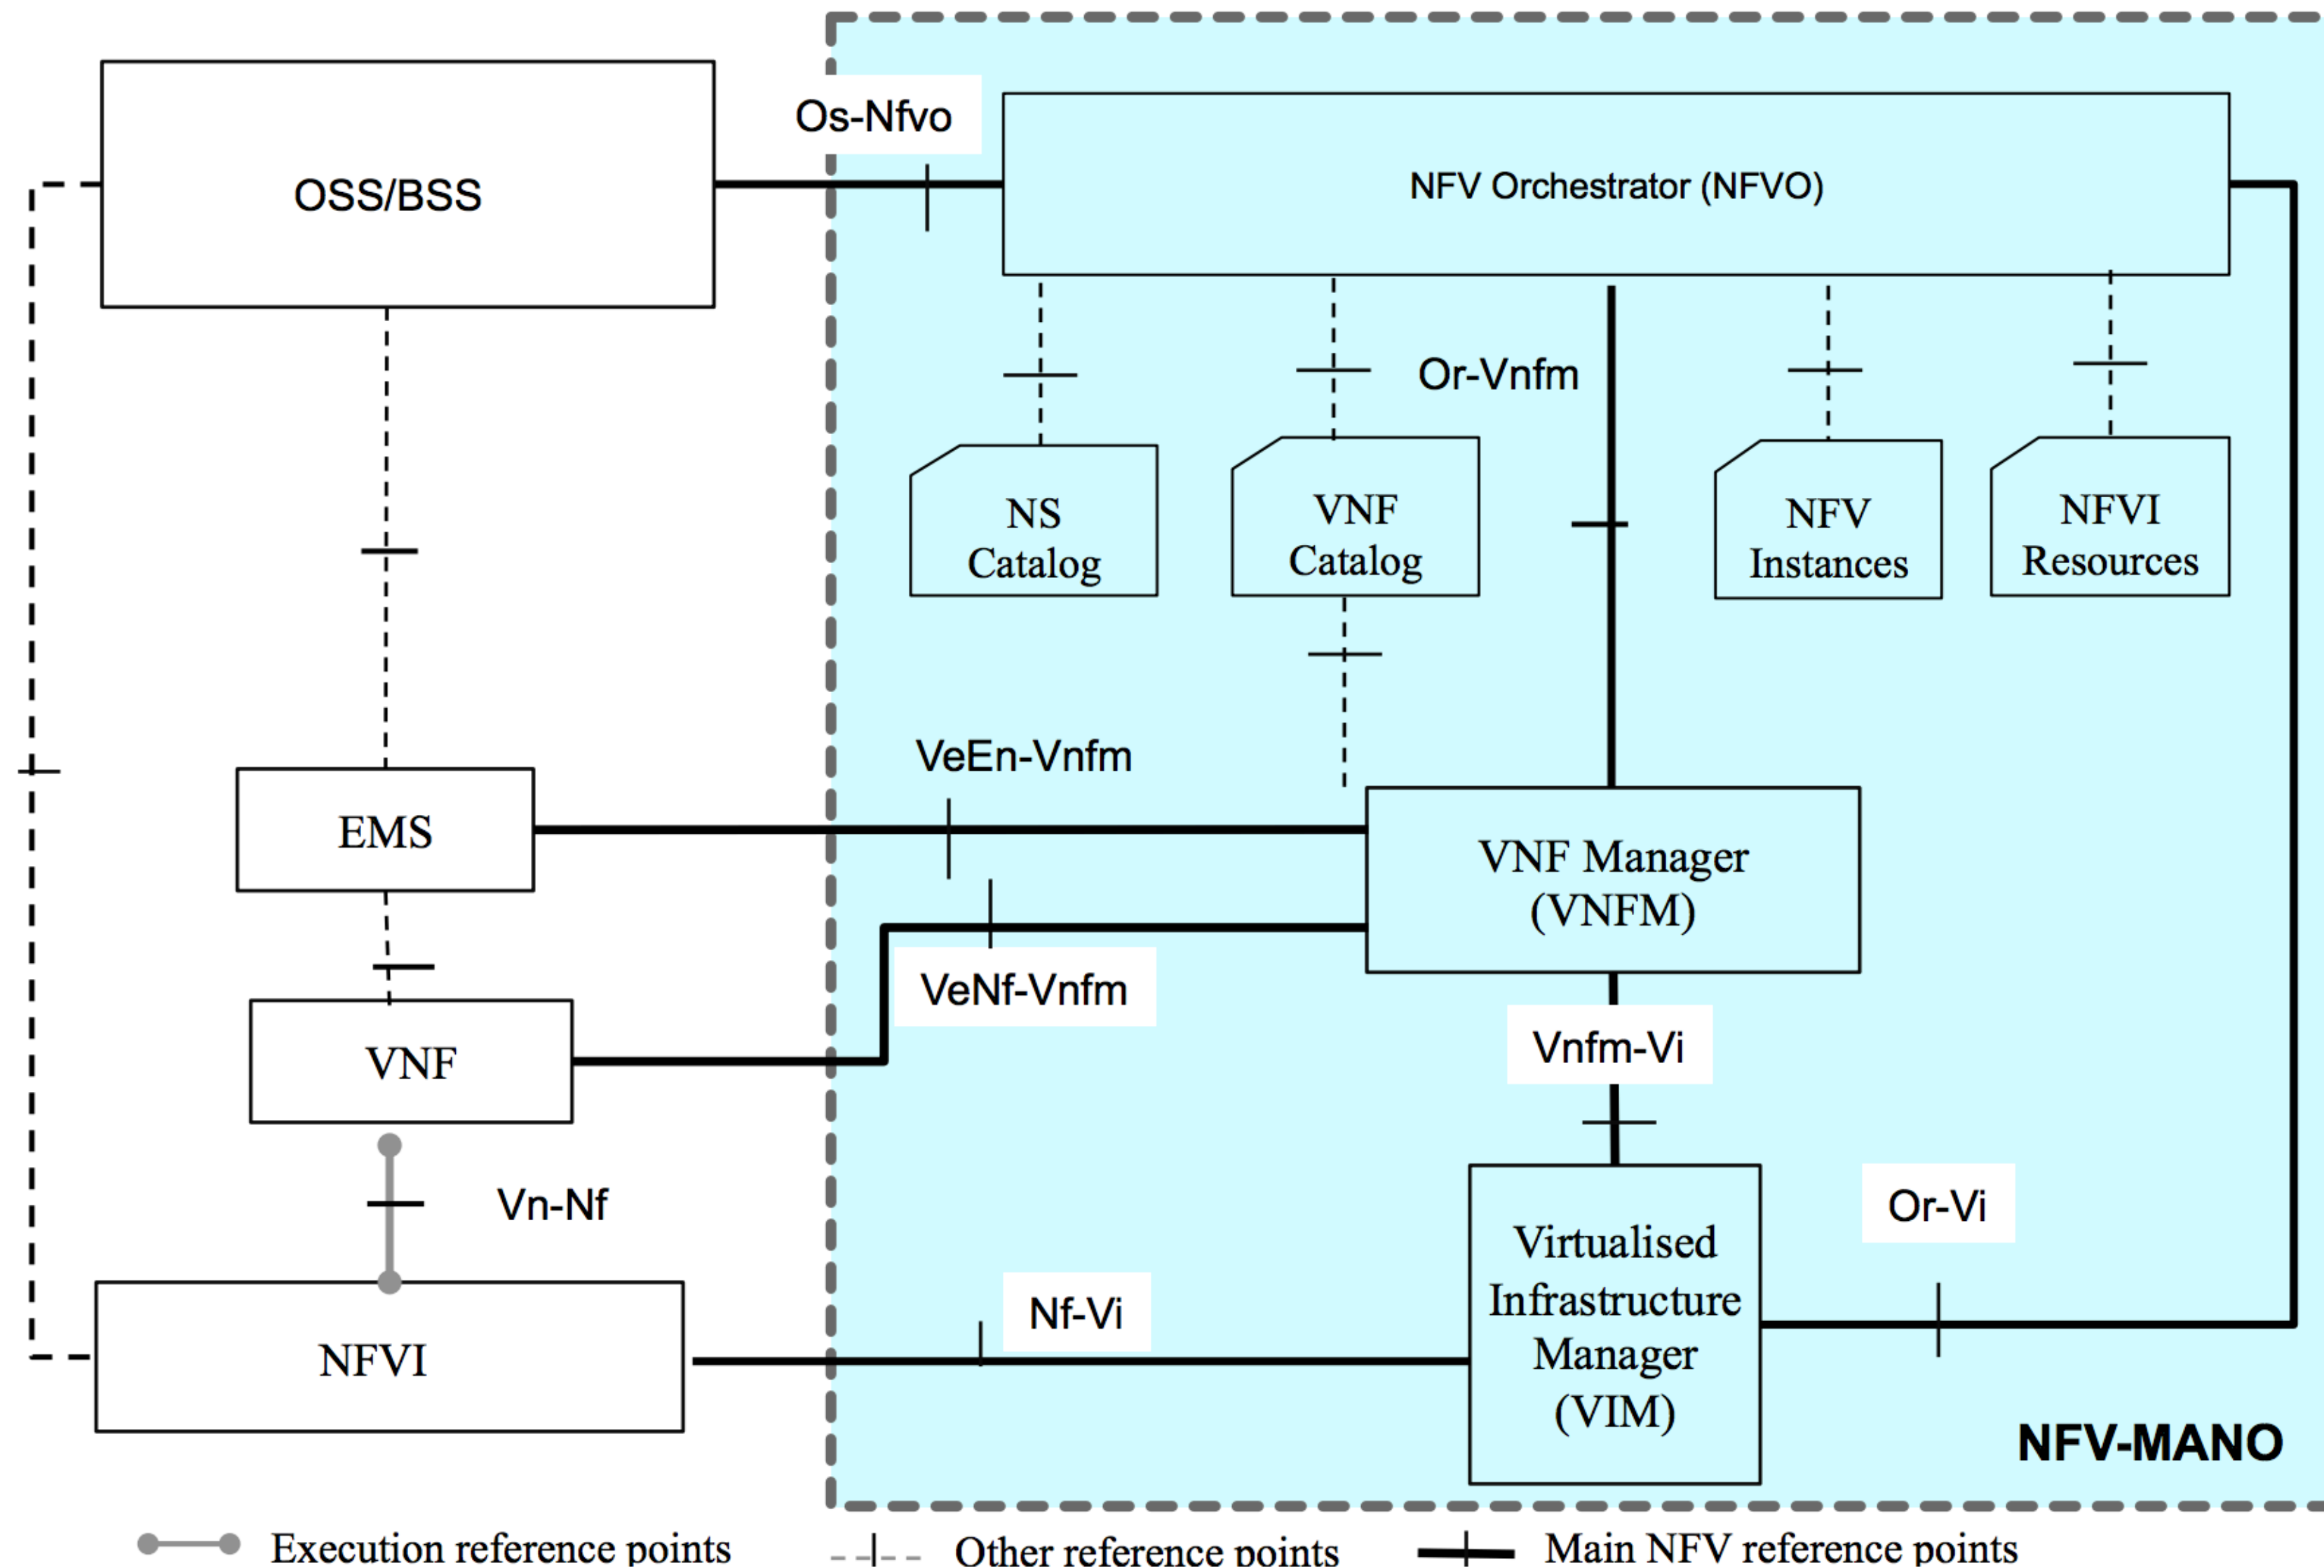 Os-Nfvo
OSS/BSS
NFV Orchestrator (NFVO)
Or-Vnfm
NS
Catalog
VNF
Catalog
NFV
Instances
NFVI
Resources
VeEn-Vnfm
EMS
VNF Manager
(VNFM)
VeNf-Vnfm
VNF
Vnfm-Vi
Vn-Nf
Or-Vi
Virtualised
Infrastructure
Manager
(VIM)
Nf-Vi
NFVI
NFV-MANO
Execution reference points
Other reference points
Main NFV reference points